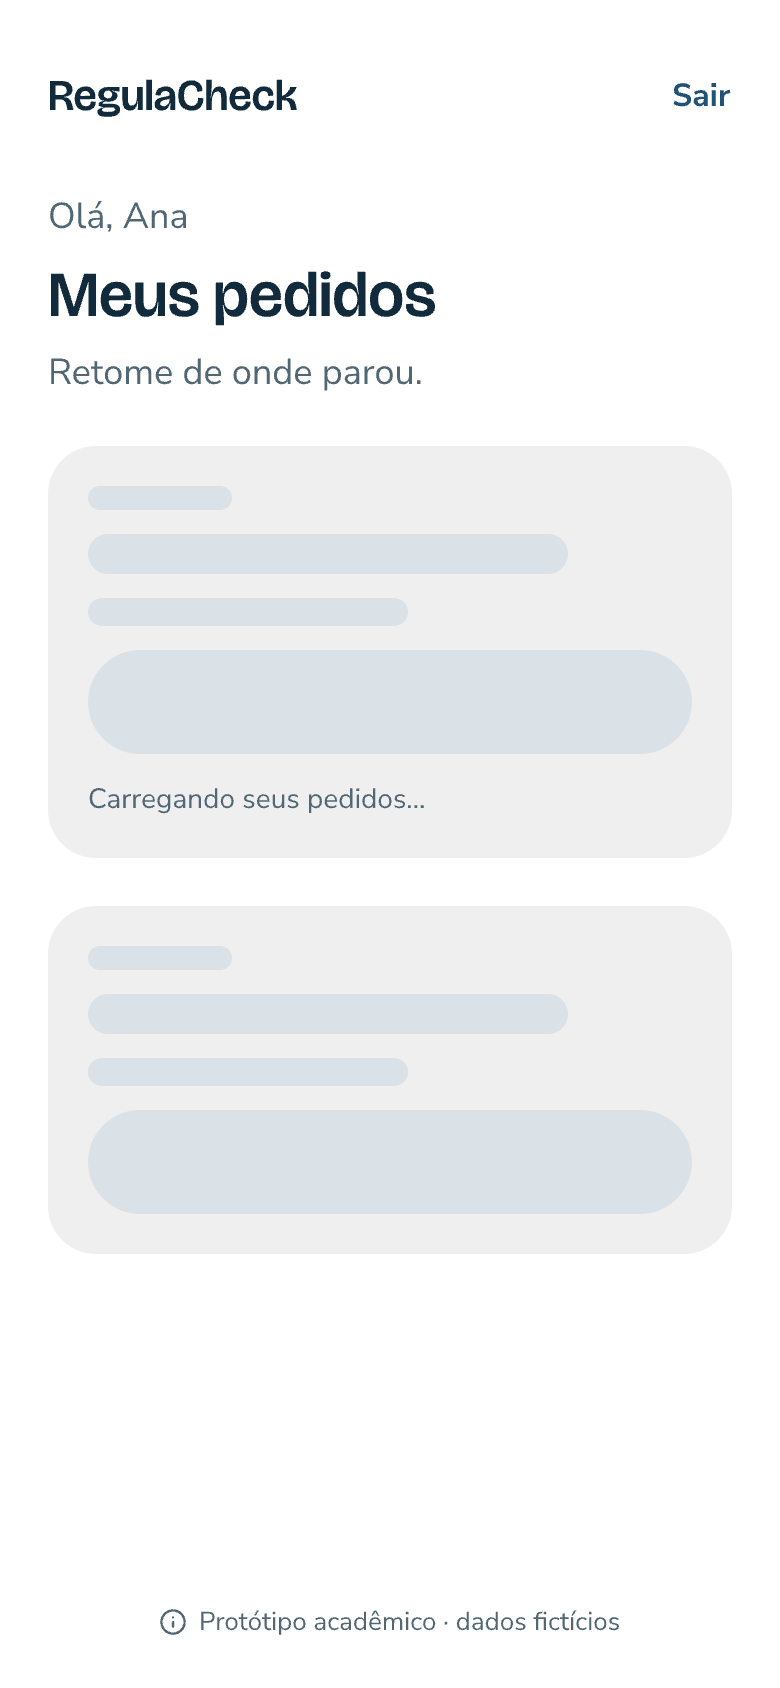 RegulaCheck
Sair
Olá, Ana
Meus pedidos
Retome de onde parou.
Carregando seus pedidos...
Protótipo acadêmico · dados fictícios